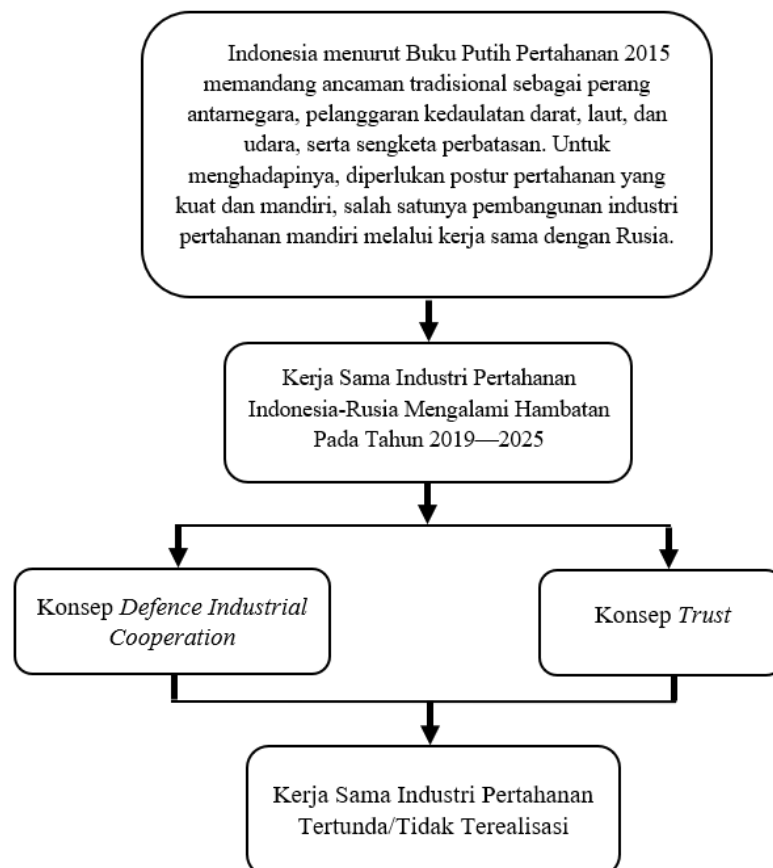 Indonesia menurut Buku Putih Pertahanan 2015
memandang ancaman tradisional sebagai perang
antarnegara, pelanggaran kedaulatan darat, laut, dan
udara, serta sengketa perbatasan. Untuk
menghadapinya, diperlukan postur pertahanan yang
kuat dan mandiri, salah satunya pembangunan industri
pertahanan mandiri melalui kerja sama dengan Rusia.
Kerja Sama Industri Pertahanan
Indonesia-Rusia Mengalami Hambatan
Pada Tahun 2019—2025
Konsep Defence Industrial
Cooperation
Konsep Trust
Kerja Sama Industri Pertahanan
Tertunda/Tidak Terealisasi